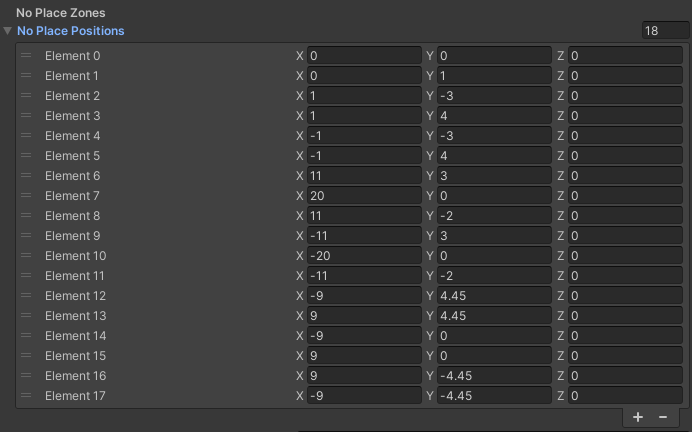 No Place Zones
No Place Positions 18
Element 0 X 0 Y 0 Z 0
Element 1 X 0 Y 1 Z 0
Element 2 X 1 Y -3 Z 0
Element 3 X 1 Y 4 Z 0
Element 4 X -1 Y -3 Z 0
Element 5 X -1 Y 4 Z 0
Element 6 X 11 Y 3 Z 0
Element 7 X 20 Y 0 Z 0
Element 8 X 11 Y -2 Z 0
Element 9 X -11 Y 3 Z 0
Element 10 X -20 Y 0 Z 0
Element 11 X -11 Y -2 Z 0
Element 12 X -9 Y 4.45 Z 0
Element 13 X 9 Y 4.45 Z 0
Element 14 X -9 Y 0 Z 0
Element 15 X 9 Y 0 Z 0
Element 16 X 9 Y -4.45 Z 0
Element 17 X -9 Y -4.45 Z 0
+ −